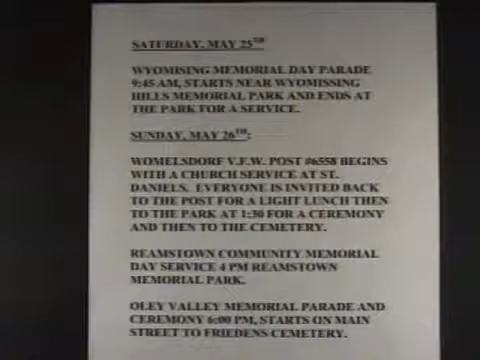 SATURDAY, MAY 25TH
WYOMISING MEMORIAL DAY PARADE
9:45 AM, STARTS NEAR WYOMISSING
HILLS MEMORIAL PARK AND ENDS AT
THE PARK FOR A SERVICE.
SUNDAY, MAY 26TH:
WOMELSDORF V.F.W. POST #6558 BEGINS
WITH A CHURCH SERVICE AT ST.
DANIELS. EVERYONE IS INVITED BACK
TO THE POST FOR A LIGHT LUNCH THEN
TO THE PARK AT 1:30 FOR A CEREMONY
AND THEN TO THE CEMETERY.
REAMSTOWN COMMUNITY MEMORIAL
DAY SERVICE 4 PM REAMSTOWN
MEMORIAL PARK.
OLEY VALLEY MEMORIAL PARADE AND
CEREMONY 6:00 PM, STARTS ON MAIN
STREET TO FRIEDENS CEMETERY.